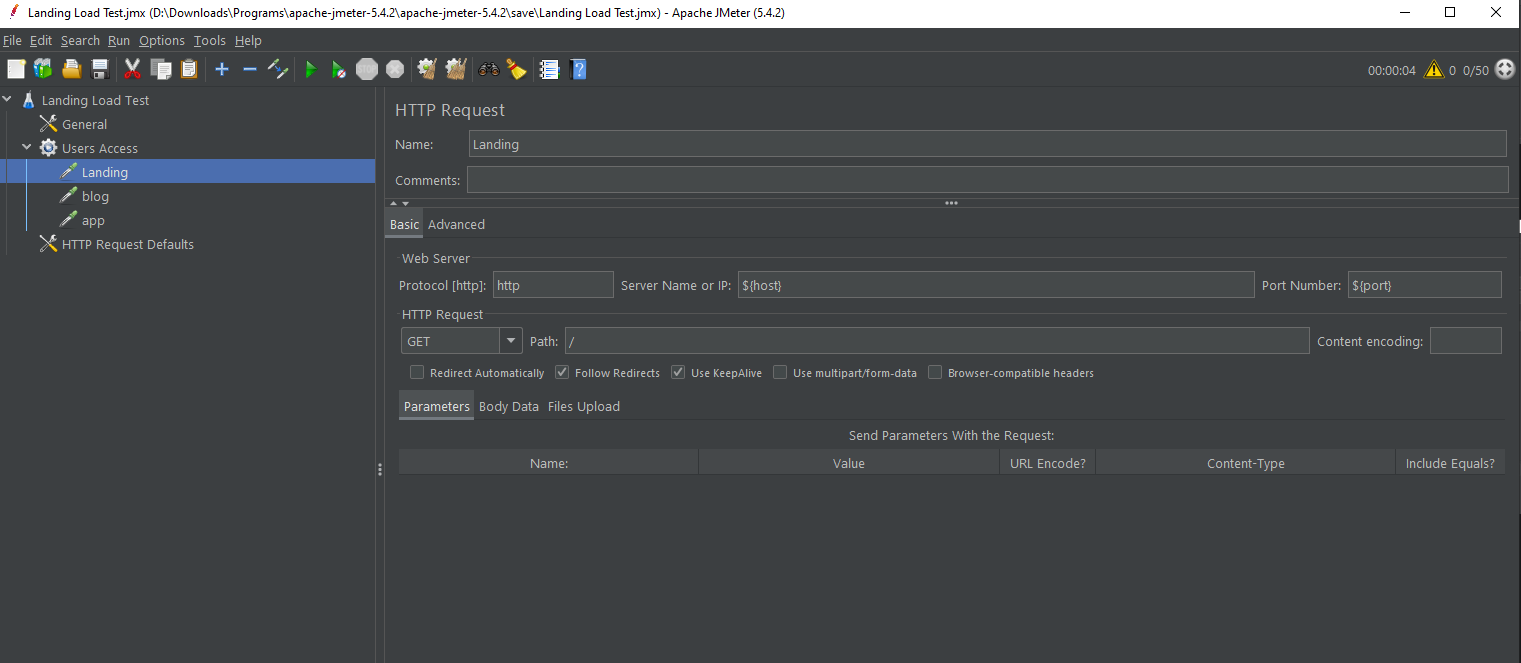 Landing Load Test.jmx (D:\Downloads\Programs\apache-jmeter-5.4.2\apache-jmeter-5.4.2\save\Landing Load Test.jmx) - Apache JMeter (5.4.2)
File Edit Search Run Options Tools Help
00:00:04 0 0/50
Landing Load Test
General
Users Access
Landing
blog
app
HTTP Request Defaults
HTTP Request
Name: Landing
Comments:
Basic Advanced
Web Server
Protocol [http]: http Server Name or IP: ${host} Port Number: ${port}
HTTP Request
GET Path: / Content encoding:
Redirect Automatically Follow Redirects Use KeepAlive Use multipart/form-data Browser-compatible headers
Parameters Body Data Files Upload
Send Parameters With the Request:
Name: Value URL Encode? Content-Type Include Equals?